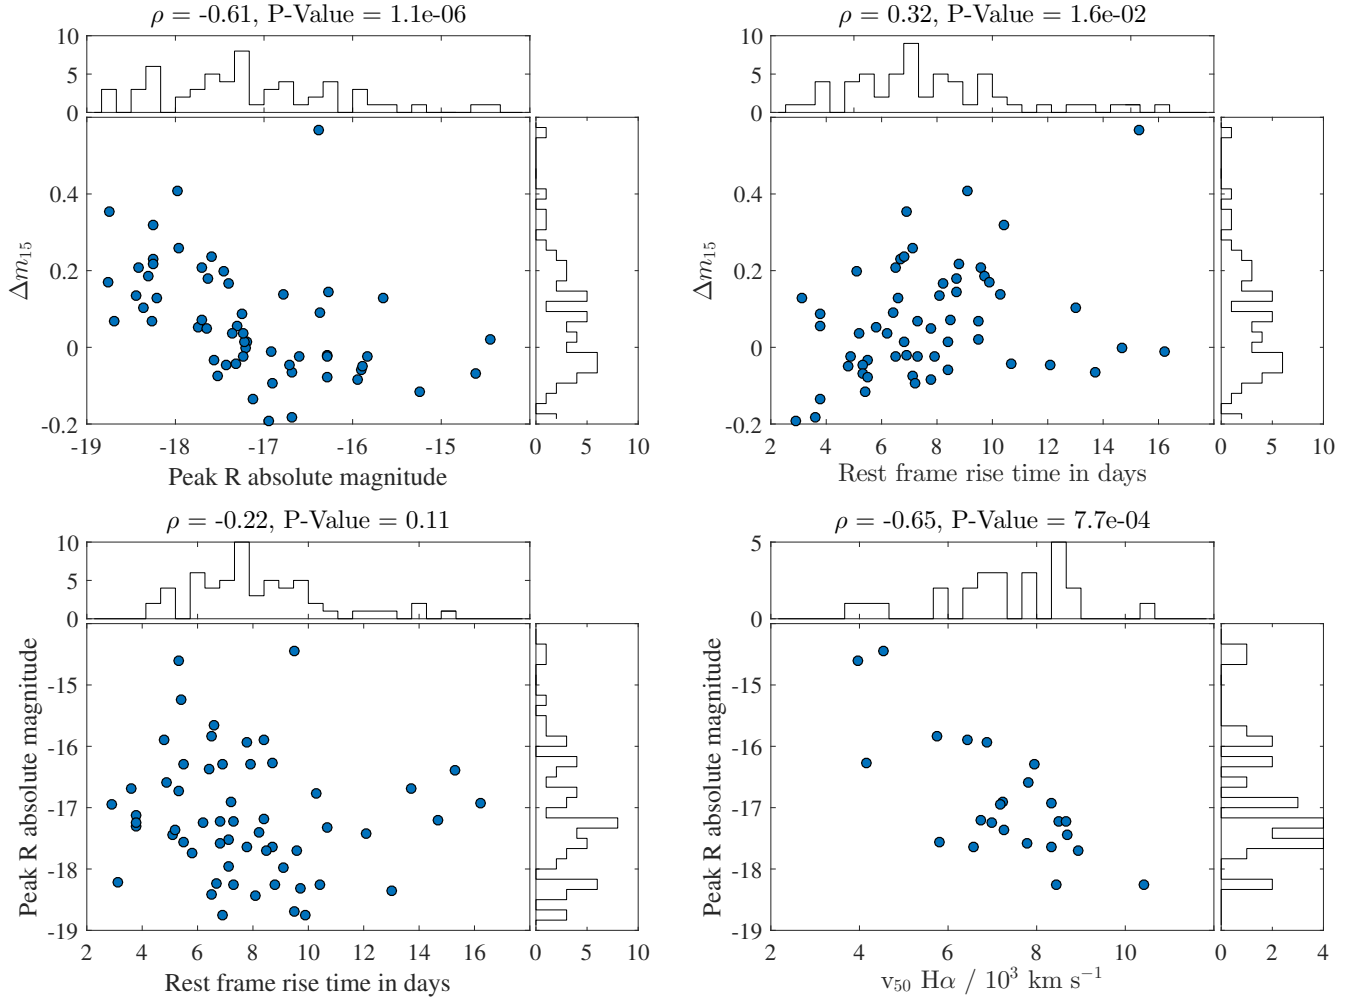 ρ = -0.61, P-Value = 1.1e-06
10
5
0
Δm₁₅
0.4
0.2
0
-0.2
-19 -18 -17 -16 -15
0 5 10
Peak R absolute magnitude
ρ = 0.32, P-Value = 1.6e-02
10
5
0
Δm₁₅
0.4
0.2
0
-0.2
2 4 6 8 10 12 14 16
0 5 10
Rest frame rise time in days
ρ = -0.22, P-Value = 0.11
10
5
0
Peak R absolute magnitude
-15
-16
-17
-18
-19
2 4 6 8 10 12 14 16
0 5 10
Rest frame rise time in days
ρ = -0.65, P-Value = 7.7e-04
5
0
Peak R absolute magnitude
-15
-16
-17
-18
-19
2 4 6 8 10
0 2 4
v₅₀ Hα / 10³ km s⁻¹